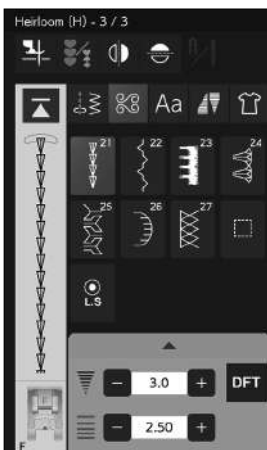 Heirloom (H) - 3 / 3
Aa
21 22 23 24
25 26 27
L.S
- 3.0 + DFT
- 2.50 +
F